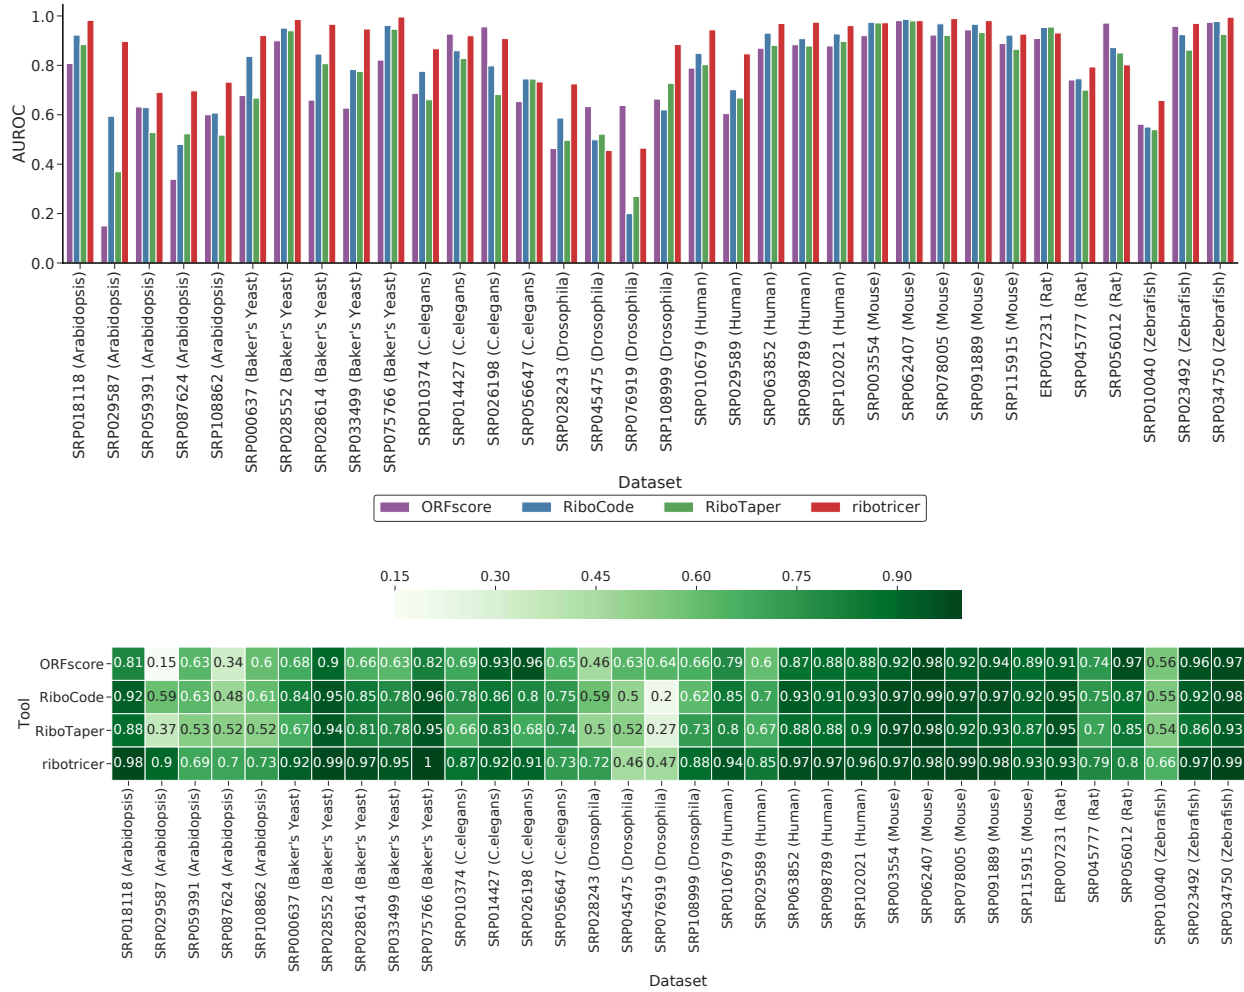 1.0
0.8
0.6
0.4
0.2
0.0
AUROC
SRP018118 (Arabidopsis)
SRP029587 (Arabidopsis)
SRP059391 (Arabidopsis)
SRP087624 (Arabidopsis)
SRP108862 (Arabidopsis)
SRP000637 (Baker's Yeast)
SRP028552 (Baker's Yeast)
SRP028614 (Baker's Yeast)
SRP033499 (Baker's Yeast)
SRP075766 (Baker's Yeast)
SRP010374 (C.elegans)
SRP014427 (C.elegans)
SRP026198 (C.elegans)
SRP056647 (C.elegans)
SRP028243 (Drosophila)
SRP045475 (Drosophila)
SRP076919 (Drosophila)
SRP108999 (Drosophila)
SRP010679 (Human)
SRP029589 (Human)
SRP063852 (Human)
SRP098789 (Human)
SRP102021 (Human)
SRP003554 (Mouse)
SRP062407 (Mouse)
SRP078005 (Mouse)
SRP091889 (Mouse)
SRP115915 (Mouse)
ERP007231 (Rat)
SRP045777 (Rat)
SRP056012 (Rat)
SRP010040 (Zebrafish)
SRP023492 (Zebrafish)
SRP034750 (Zebrafish)
Dataset
ORFscore RiboCode RiboTaper ribotricer
0.15 0.30 0.45 0.60 0.75 0.90
Tool
ORFscore 0.81 0.15 0.63 0.34 0.6 0.68 0.9 0.66 0.63 0.82 0.69 0.93 0.96 0.65 0.46 0.63 0.64 0.66 0.79 0.6 0.87 0.88 0.88 0.92 0.98 0.92 0.94 0.89 0.91 0.74 0.97 0.56 0.96 0.97
RiboCode 0.92 0.59 0.63 0.48 0.61 0.84 0.95 0.85 0.78 0.96 0.78 0.86 0.8 0.75 0.59 0.5 0.2 0.62 0.85 0.7 0.93 0.91 0.93 0.97 0.99 0.97 0.97 0.92 0.95 0.75 0.87 0.55 0.92 0.98
RiboTaper 0.88 0.37 0.53 0.52 0.52 0.67 0.94 0.81 0.78 0.95 0.66 0.83 0.68 0.74 0.5 0.52 0.27 0.73 0.8 0.67 0.88 0.88 0.9 0.97 0.98 0.92 0.93 0.87 0.95 0.7 0.85 0.54 0.86 0.93
ribotricer 0.98 0.9 0.69 0.7 0.73 0.92 0.99 0.97 0.95 1 0.87 0.92 0.91 0.73 0.72 0.46 0.47 0.88 0.94 0.85 0.97 0.97 0.96 0.97 0.98 0.99 0.98 0.93 0.93 0.79 0.8 0.66 0.97 0.99
SRP018118 (Arabidopsis)
SRP029587 (Arabidopsis)
SRP059391 (Arabidopsis)
SRP087624 (Arabidopsis)
SRP108862 (Arabidopsis)
SRP000637 (Baker's Yeast)
SRP028552 (Baker's Yeast)
SRP028614 (Baker's Yeast)
SRP033499 (Baker's Yeast)
SRP075766 (Baker's Yeast)
SRP010374 (C.elegans)
SRP014427 (C.elegans)
SRP026198 (C.elegans)
SRP056647 (C.elegans)
SRP028243 (Drosophila)
SRP045475 (Drosophila)
SRP076919 (Drosophila)
SRP108999 (Drosophila)
SRP010679 (Human)
SRP029589 (Human)
SRP063852 (Human)
SRP098789 (Human)
SRP102021 (Human)
SRP003554 (Mouse)
SRP062407 (Mouse)
SRP078005 (Mouse)
SRP091889 (Mouse)
SRP115915 (Mouse)
ERP007231 (Rat)
SRP045777 (Rat)
SRP056012 (Rat)
SRP010040 (Zebrafish)
SRP023492 (Zebrafish)
SRP034750 (Zebrafish)
Dataset